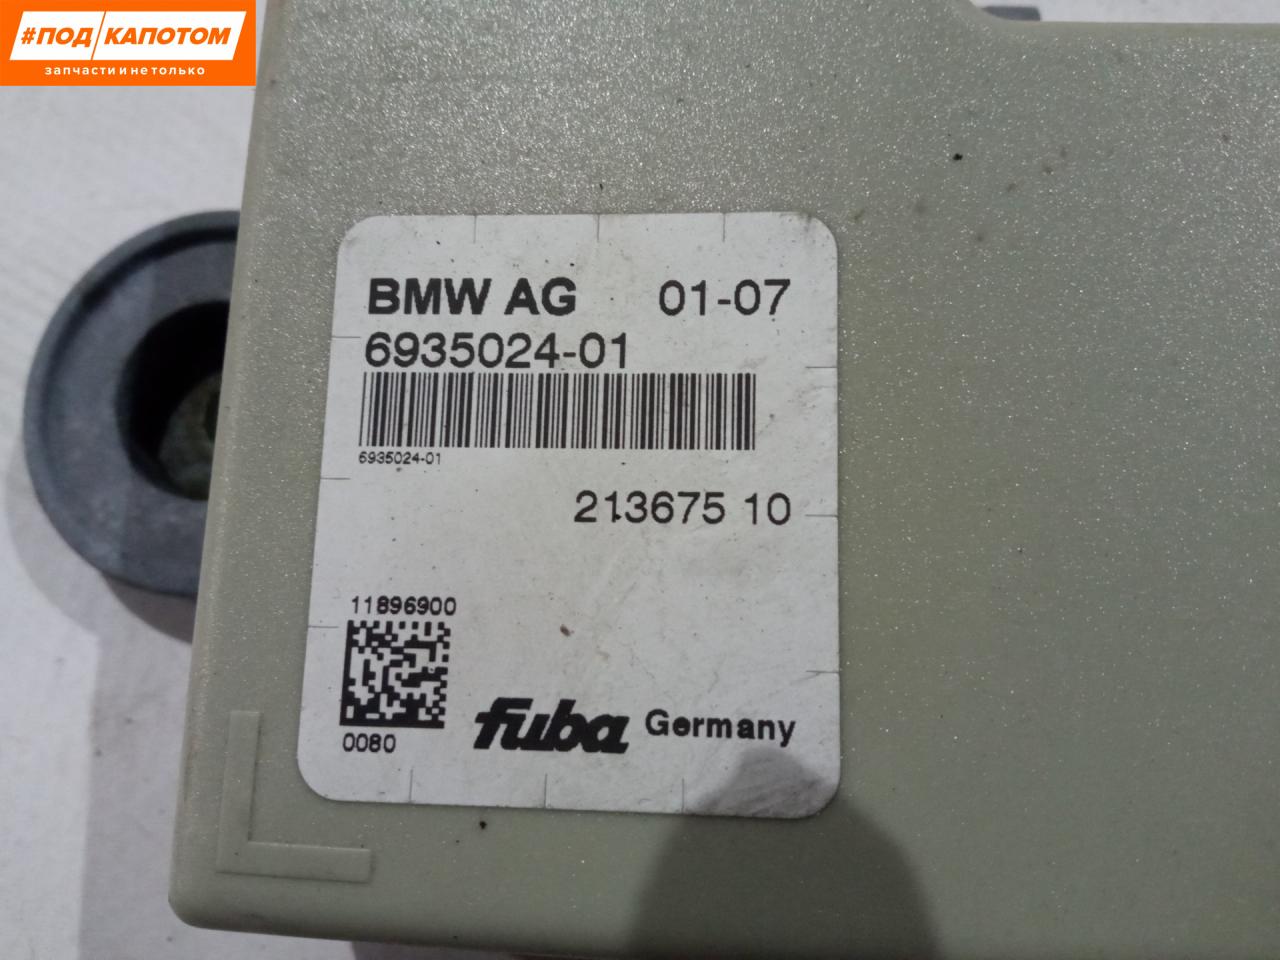 #ПОД/КАПОТОМ
запчасти и не только
BMW AG 01-07
6935024-01
6935024-01
213675 10
11896900
0080
fuba Germany